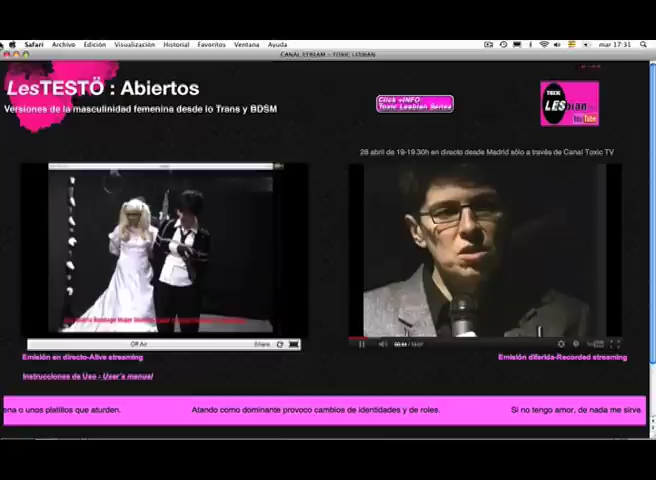 Safari Archivo Edición Visualización Historial Favoritos Ventana Ayuda mar 17:31
CANAL STREAM – TOXIC LESBIAN
LesTESTÖ : Abiertos
Versiones de la masculinidad femenina desde lo Trans y BDSM
Click +INFO
Toxic Lesbian Series
TOXIC
LESbian
YouTube
28 abril de 19-19.30h en directo desde Madrid sólo a través de Canal Toxic TV
Off Air
Share
00:44
Emisión en directo-Alive streaming
Emisión diferida-Recorded streaming
Instrucciones de Uso - User's manual
ena o unos platillos que aturden. Atando como dominante provoco cambios de identidades y de roles. Si no tengo amor, de nada me sirve.